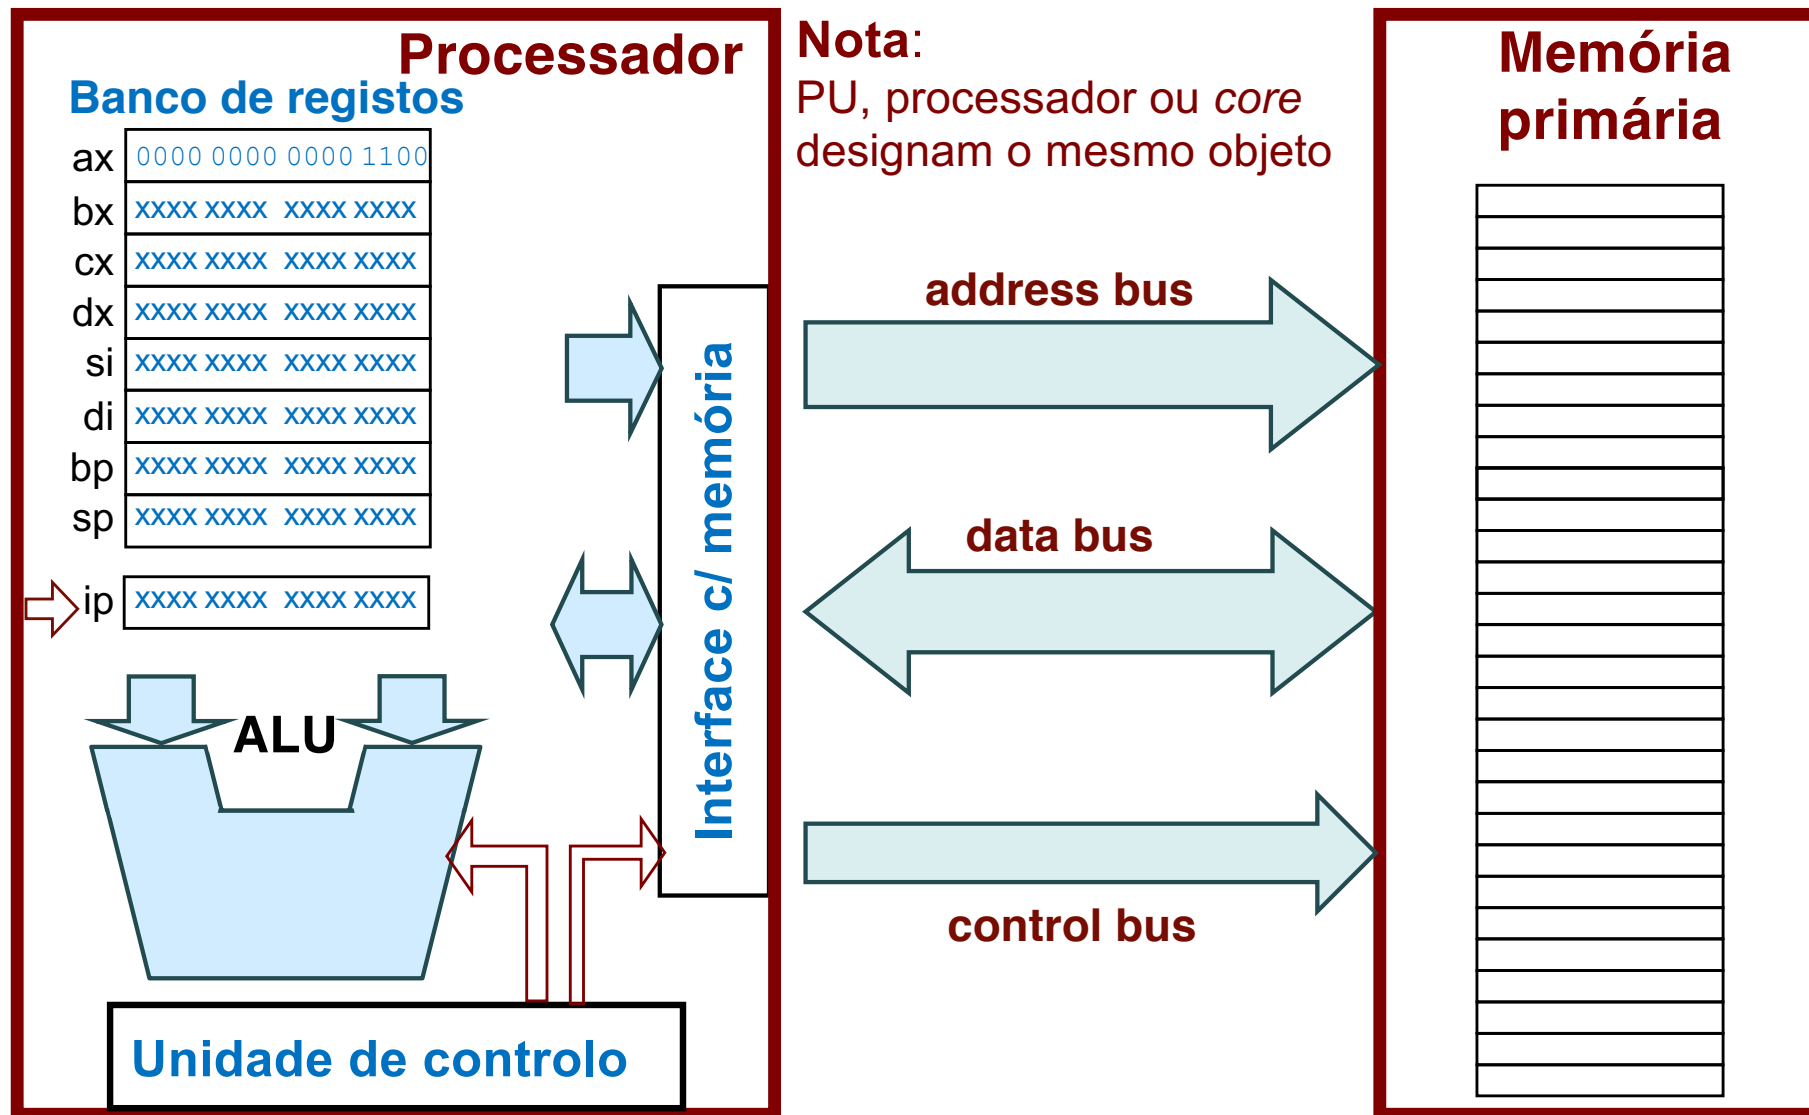 Processador
Banco de registos
ax 0000 0000 0000 1100
bx xxxx xxxx xxxx xxxx
cx xxxx xxxx xxxx xxxx
dx xxxx xxxx xxxx xxxx
si xxxx xxxx xxxx xxxx
di xxxx xxxx xxxx xxxx
bp xxxx xxxx xxxx xxxx
sp xxxx xxxx xxxx xxxx
ip xxxx xxxx xxxx xxxx
ALU
Unidade de controlo
Interface c/ memória
Nota:
PU, processador ou core
designam o mesmo objeto
address bus
data bus
control bus
Memória
primária